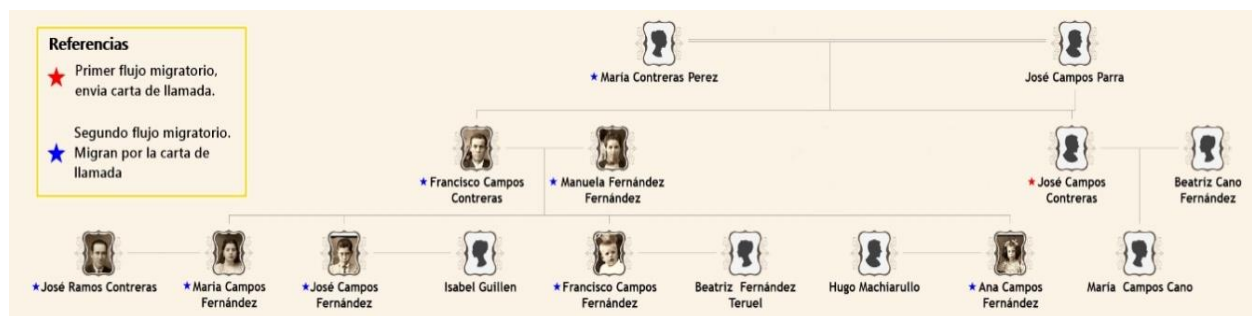 Referencias
Primer flujo migratorio,
envia carta de llamada.
Segundo flujo migratorio.
Migran por la carta de
llamada
María Contreras Perez
José Campos Parra
Francisco Campos
Contreras
Manuela Fernández
Fernández
José Campos
Contreras
Beatriz Cano
Fernández
José Ramos Contreras
Maria Campos
Fernández
José Campos
Fernández
Isabel Guillen
Francisco Campos
Fernández
Beatriz Fernández
Teruel
Hugo Machiarullo
Ana Campos
Fernández
María Campos Cano